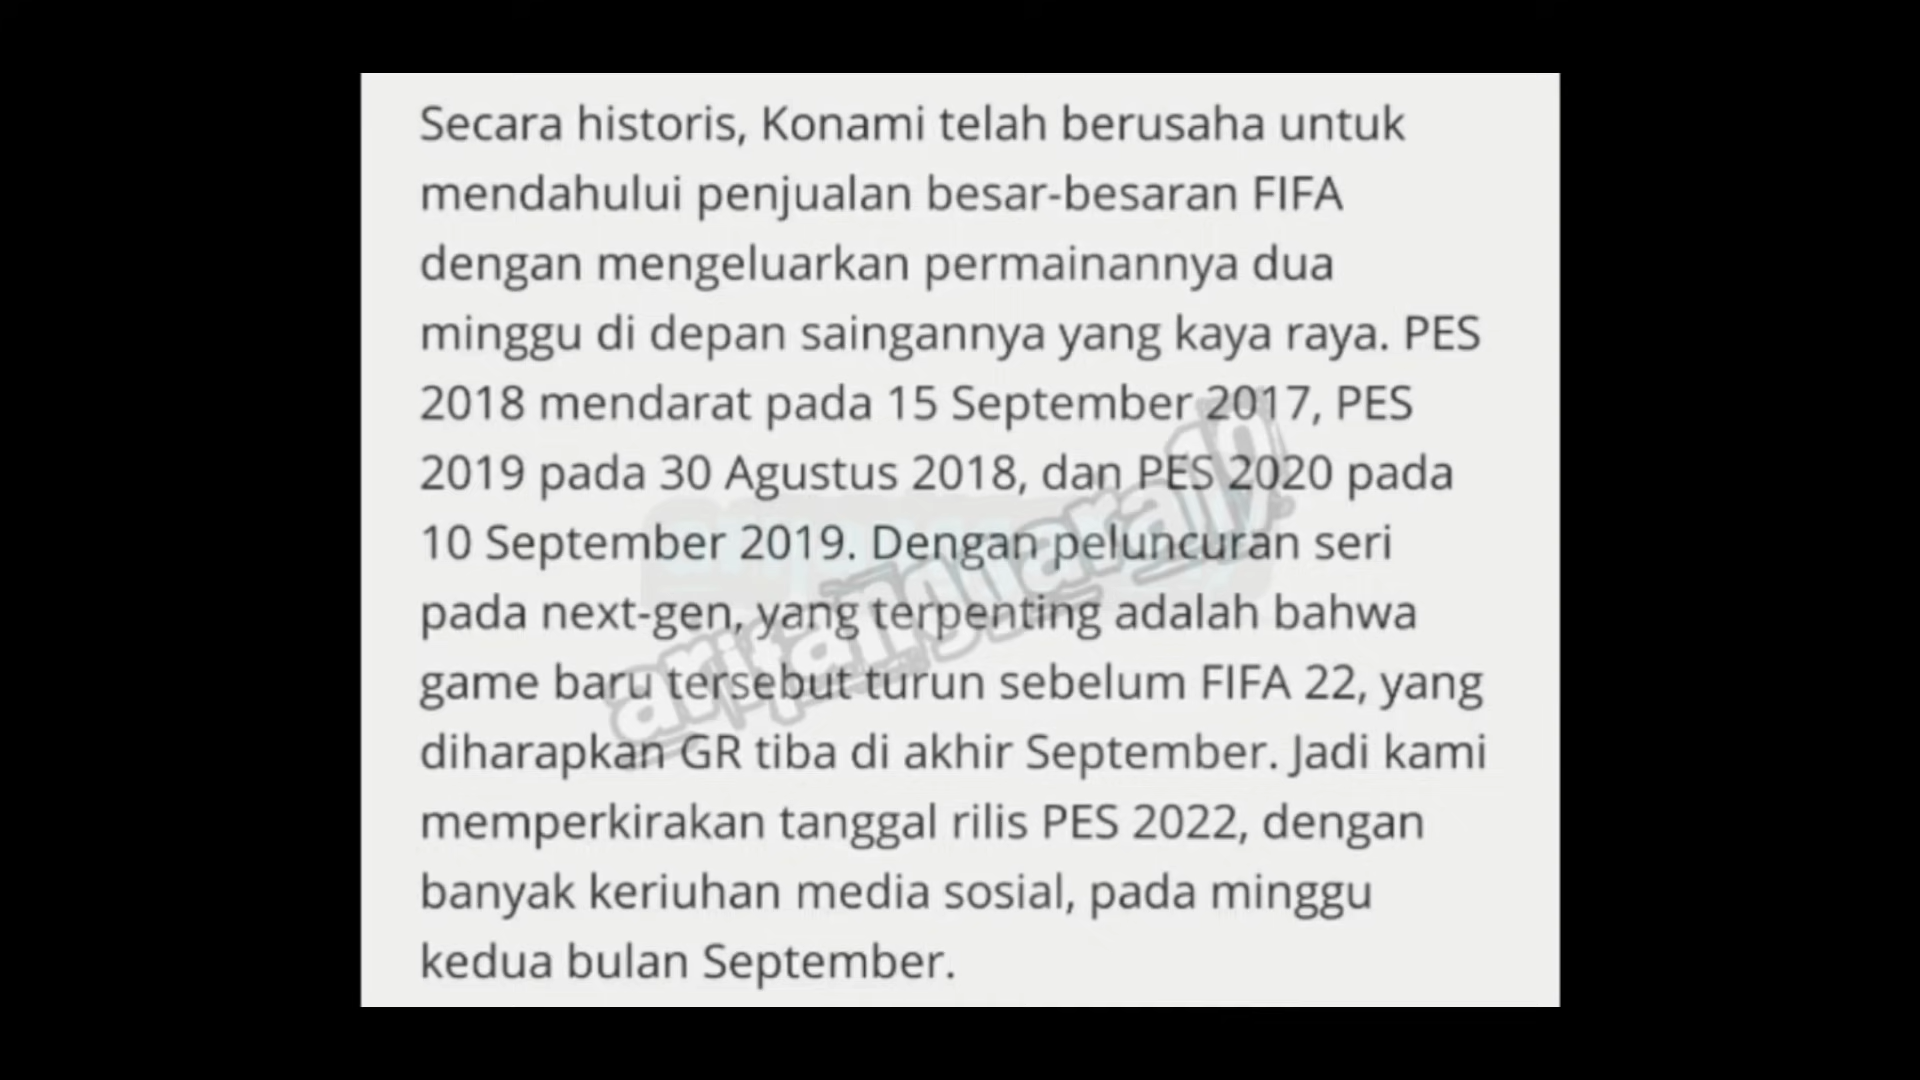 Secara historis, Konami telah berusaha untuk
mendahului penjualan besar-besaran FIFA
dengan mengeluarkan permainannya dua
minggu di depan saingannya yang kaya raya. PES
2018 mendarat pada 15 September 2017, PES
2019 pada 30 Agustus 2018, dan PES 2020 pada
10 September 2019. Dengan peluncuran seri
pada next-gen, yang terpenting adalah bahwa
game baru tersebut turun sebelum FIFA 22, yang
diharapkan GR tiba di akhir September. Jadi kami
memperkirakan tanggal rilis PES 2022, dengan
banyak keriuhan media sosial, pada minggu
kedua bulan September.